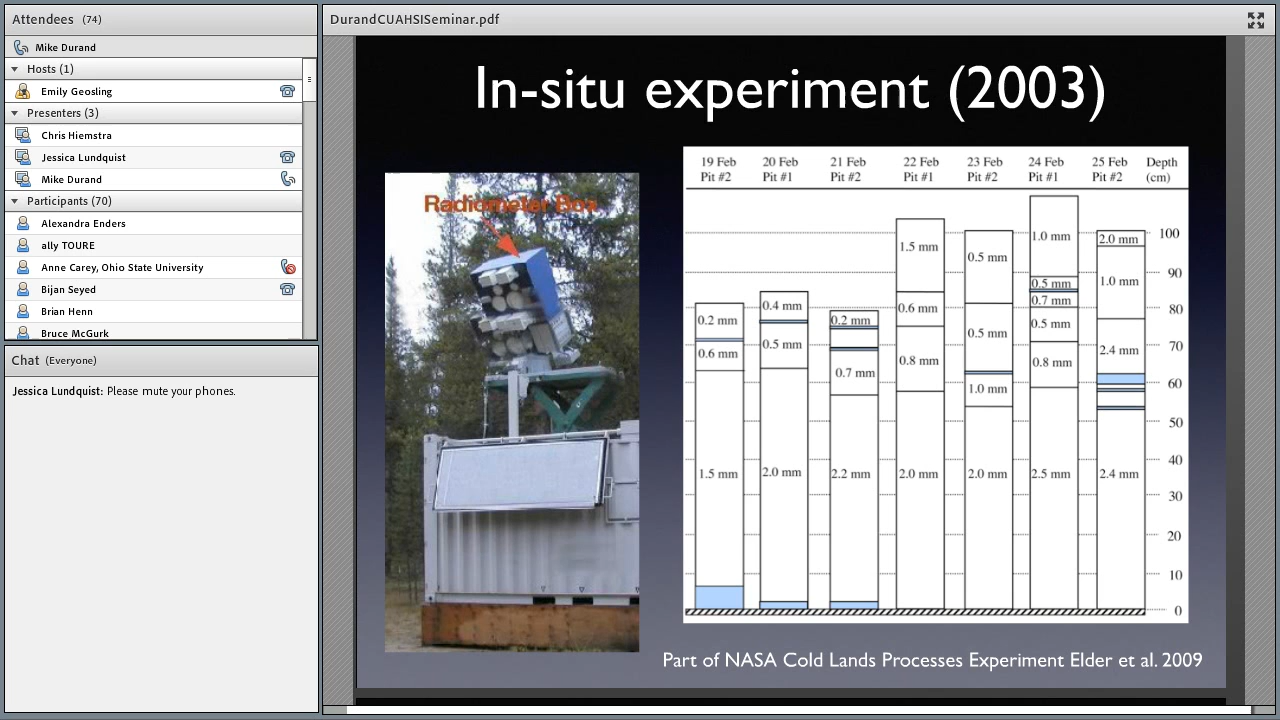 Attendees (74)
Mike Durand
Hosts (1)
Emily Geosling
Presenters (3)
Chris Hiemstra
Jessica Lundquist
Mike Durand
Participants (70)
Alexandra Enders
ally TOURE
Anne Carey, Ohio State University
Bijan Seyed
Brian Henn
Bruce McGurk
Chat (Everyone)
Jessica Lundquist: Please mute your phones.
DurandCUAHSISeminar.pdf
In-situ experiment (2003)
Radiometer Box
19 Feb 20 Feb 21 Feb 22 Feb 23 Feb 24 Feb 25 Feb Depth
Pit #2 Pit #1 Pit #2 Pit #1 Pit #2 Pit #1 Pit #2 (cm)
1.0 mm 2.0 mm 100
1.5 mm 0.5 mm
0.5 mm 1.0 mm 90
0.4 mm 0.6 mm 0.7 mm 80
0.2 mm 0.2 mm 0.5 mm 0.5 mm
0.6 mm 0.5 mm 0.7 mm 0.8 mm 0.8 mm 2.4 mm 70
1.0 mm 60
50
1.5 mm 2.0 mm 2.2 mm 2.0 mm 2.0 mm 2.5 mm 2.4 mm 40
30
20
10
0
Part of NASA Cold Lands Processes Experiment Elder et al. 2009